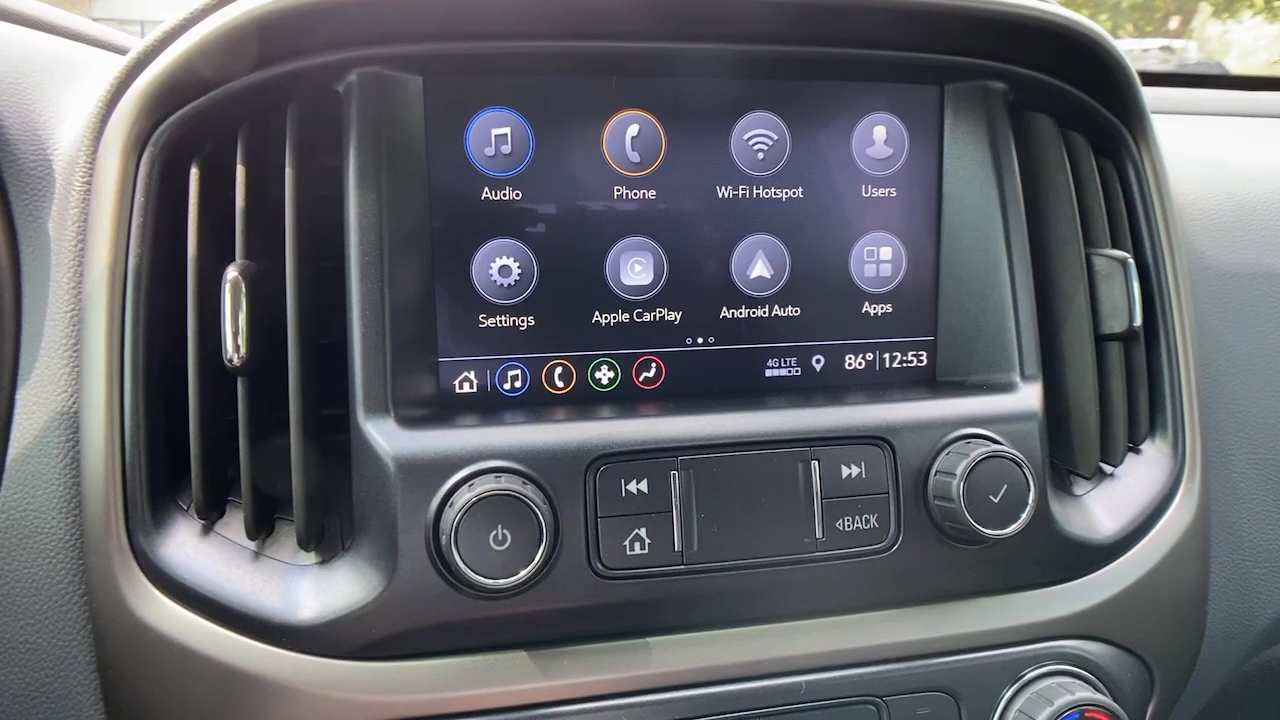 Audio
Phone
Wi-Fi Hotspot
Users
Settings
Apple CarPlay
Android Auto
Apps
4G LTE
86°
12:53
BACK